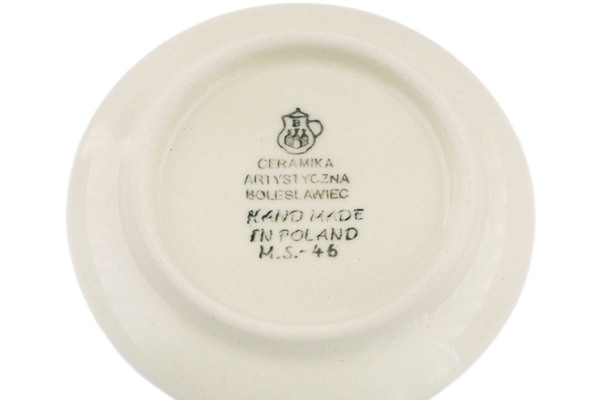 B
CERAMIKA
ARTYSTYCZNA
BOLESŁAWIEC
HAND MADE
IN POLAND
M.S.-46